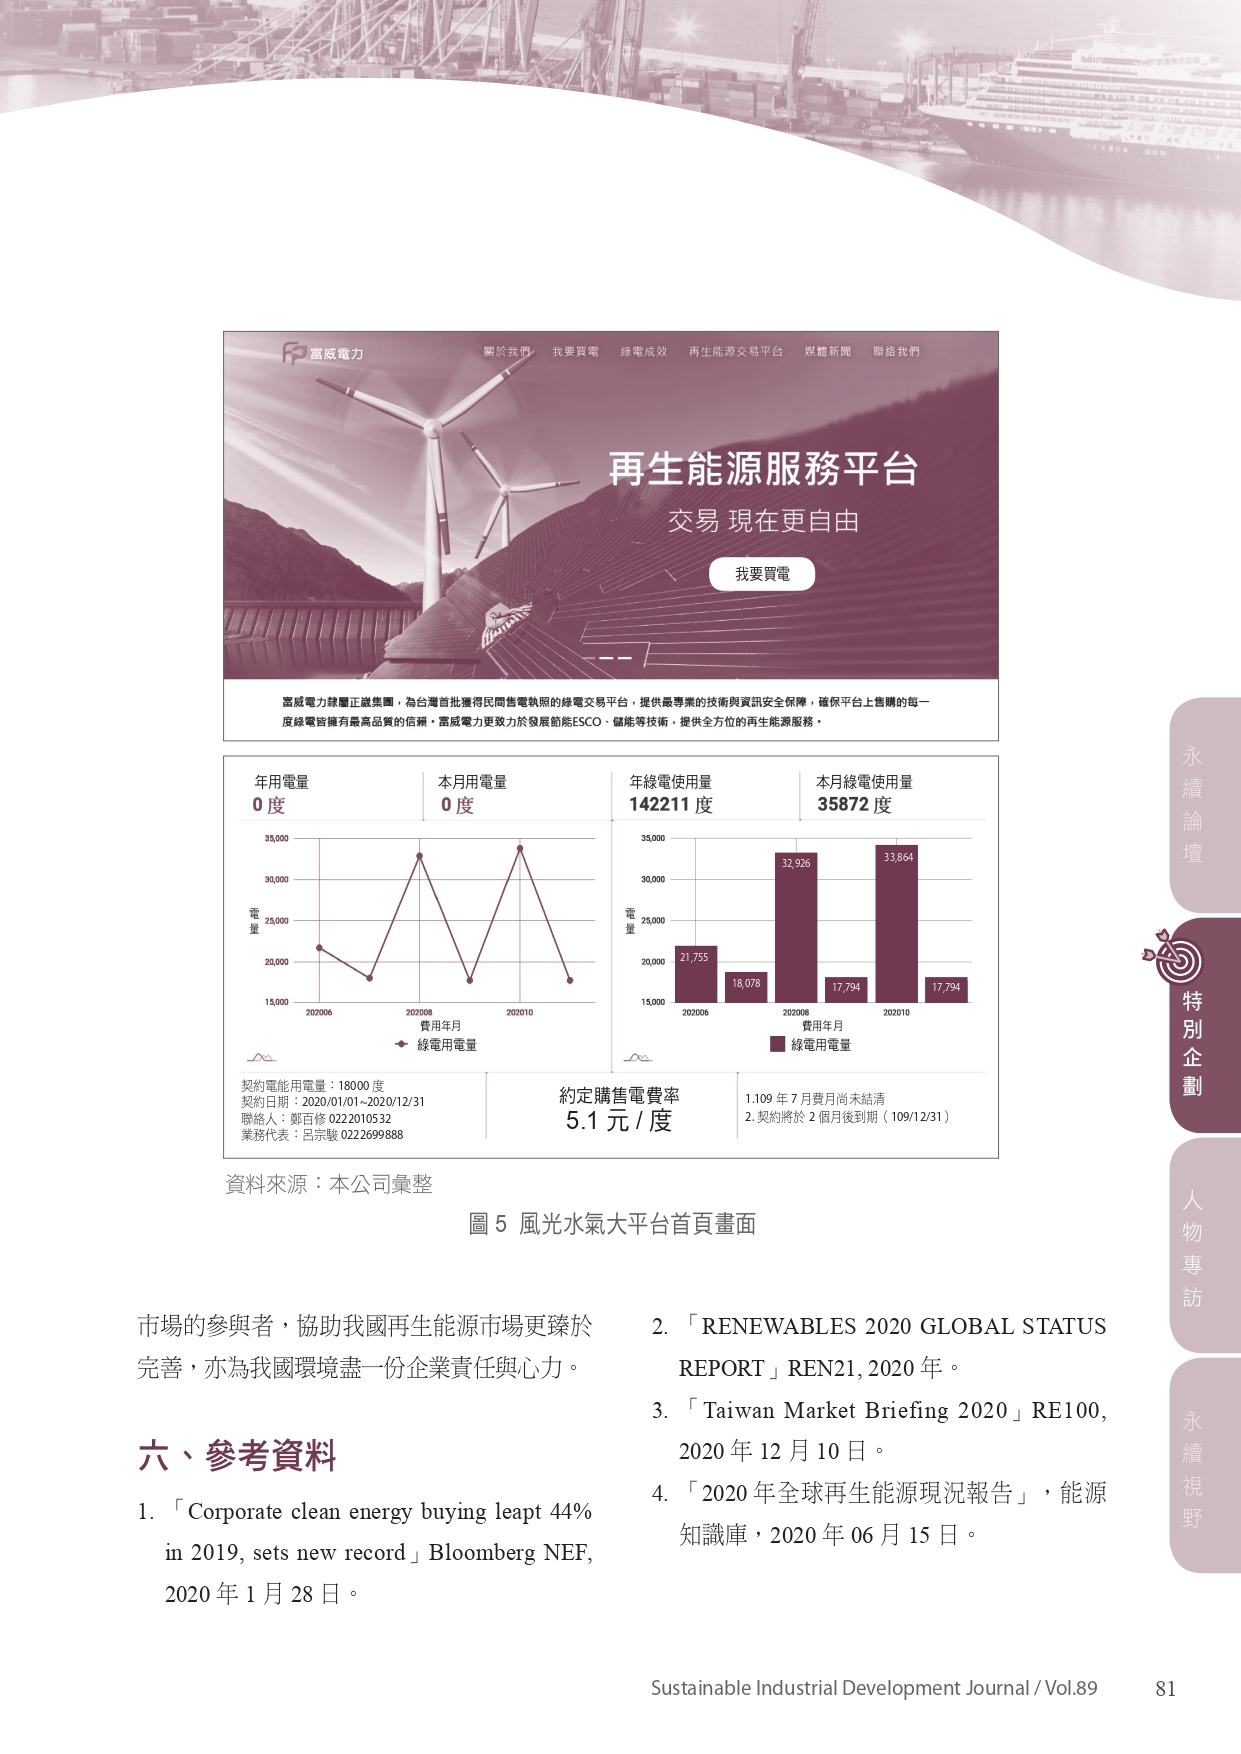 富威電力
關於我們 我要買電 綠電成效 再生能源交易平台 媒體新聞 聯絡我們
再生能源服務平台
交易 現在更自由
我要買電
富威電力隸屬正崴集團，為台灣首批獲得民間售電執照的綠電交易平台，提供最專業的技術與資訊安全保障，確保平台上售購的每一
度綠電皆擁有最高品質的信賴。富威電力更致力於發展節能ESCO、儲能等技術，提供全方位的再生能源服務。
年用電量
0 度
本月用電量
0 度
年綠電使用量
142211 度
本月綠電使用量
35872 度
35,000
30,000
電量
25,000
20,000
15,000
202006 202008 202010
費用年月
綠電用電量
35,000
30,000
電量
25,000
20,000
15,000
21,755
18,078
32,926
17,794
33,864
17,794
202006 202008 202010
費用年月
綠電用電量
契約電能用電量：18000 度
契約日期：2020/01/01~2020/12/31
聯絡人：鄭百修 0222010532
業務代表：呂宗駿 0222699888
約定購售電費率
5.1 元 / 度
1.109 年 7 月費月尚未結清
2. 契約將於 2 個月後到期（109/12/31）
資料來源：本公司彙整
圖 5 風光水氣大平台首頁畫面
市場的參與者，協助我國再生能源市場更臻於
完善，亦為我國環境盡一份企業責任與心力。
六、參考資料
1. 「Corporate clean energy buying leapt 44%
in 2019, sets new record」Bloomberg NEF,
2020 年 1 月 28 日。
2. 「RENEWABLES 2020 GLOBAL STATUS
REPORT」REN21, 2020 年。
3. 「Taiwan Market Briefing 2020」RE100,
2020 年 12 月 10 日。
4. 「2020 年全球再生能源現況報告」，能源
知識庫，2020 年 06 月 15 日。
永續論壇
特別企劃
人物專訪
永續視野
Sustainable Industrial Development Journal / Vol.89 81